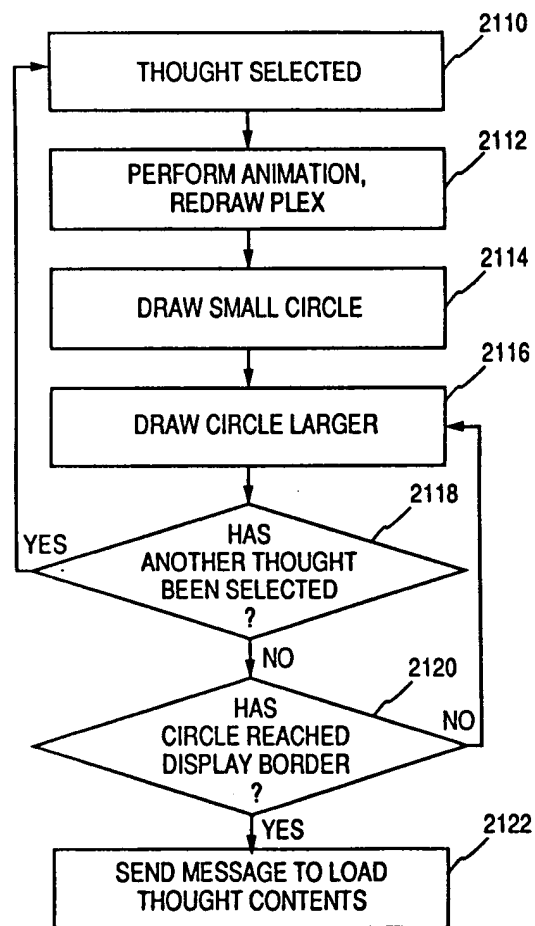 2110
THOUGHT SELECTED
2112
PERFORM ANIMATION,
REDRAW PLEX
2114
DRAW SMALL CIRCLE
2116
DRAW CIRCLE LARGER
2118
YES
HAS
ANOTHER THOUGHT
BEEN SELECTED
?
NO
2120
HAS
CIRCLE REACHED
DISPLAY BORDER
?
NO
YES
2122
SEND MESSAGE TO LOAD
THOUGHT CONTENTS